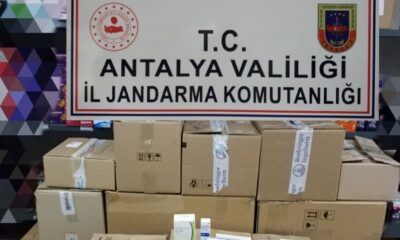 T.C.
ANTALYA VALİLİĞİ
İL JANDARMA KOMUTANLIĞI